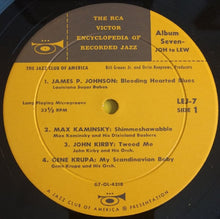 THE RCA
VICTOR
ENCYCLOPEDIA OF
RECORDED JAZZ
Album
Seven-
JOH to LEW
THE JAZZ CLUB OF AMERICA
Bill Grauer Jr. and Orrin Keepnews, Producers
1. JAMES P. JOHNSON: Bleeding Hearted Blues
Louisiana Sugar Babes
Long Playing Microgroove
33⅓ RPM
LEJ-7
SIDE 1
2. MAX KAMINSKY: Shimmeshawabble
Max Kaminsky and his Dixieland Bashers
3. JOHN KIRBY: Tweed Me
John Kirby and His Orch.
4. GENE KRUPA: My Scandinavian Baby
Gene Krupa and His Orch.
G7-OL-4218
A JAZZ CLUB OF AMERICA PRESENTATION